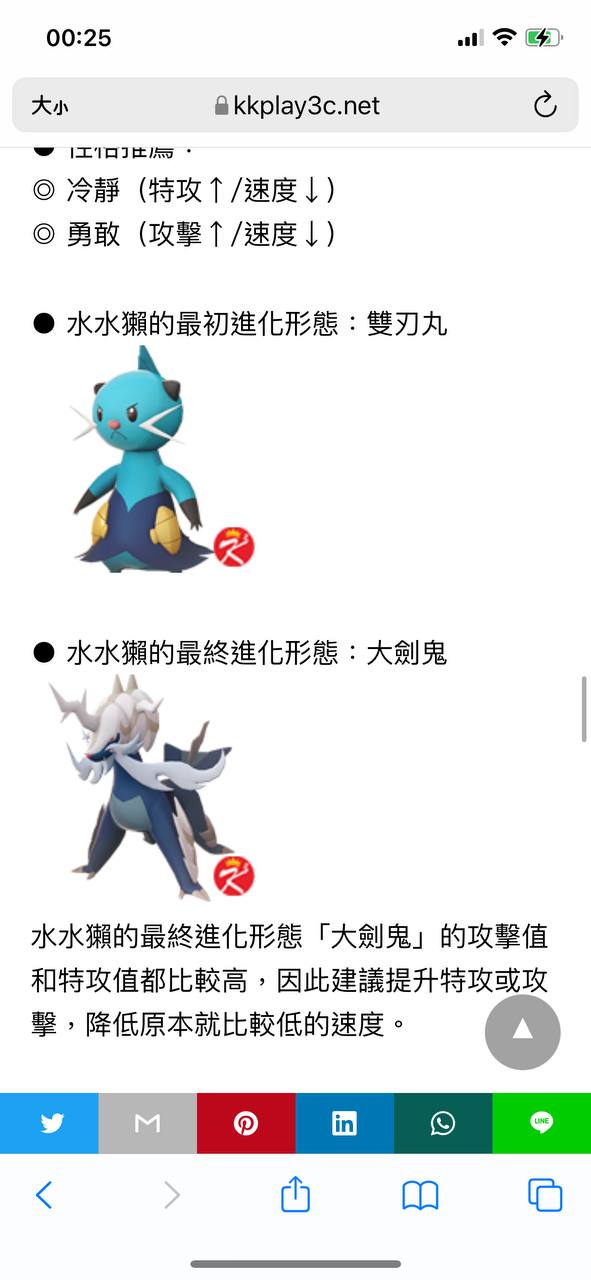 00:25
大小
kkplay3c.net
● 性格推薦：
◎ 冷靜（特攻↑/速度↓）
◎ 勇敢（攻擊↑/速度↓）
● 水水獺的最初進化形態：雙刃丸
● 水水獺的最終進化形態：大劍鬼
水水獺的最終進化形態「大劍鬼」的攻擊值
和特攻值都比較高，因此建議提升特攻或攻
擊，降低原本就比較低的速度。
LINE